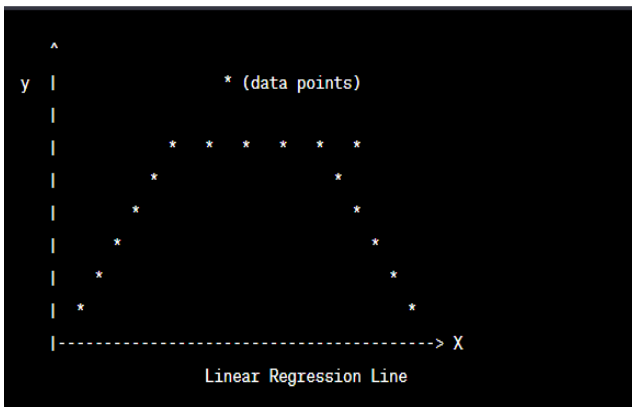 ^
y | * (data points)
|
| * * * * * *
| * *
| * *
| * *
| * *
| * *
|-----------------------------------------> X
Linear Regression Line